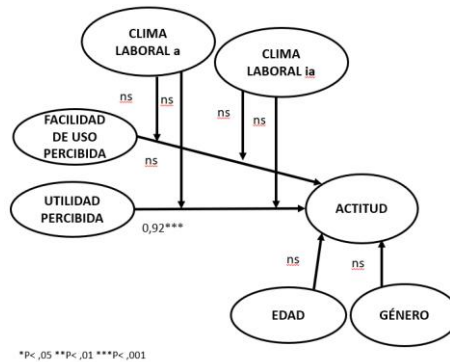 CLIMA
LABORAL a
CLIMA
LABORAL ia
ns
ns
ns
ns
FACILIDAD
DE USO
PERCIBIDA
ns
UTILIDAD
PERCIBIDA
ACTITUD
0,92***
ns
ns
EDAD
GÉNERO
*P< ,05 **P< ,01 ***P< ,001